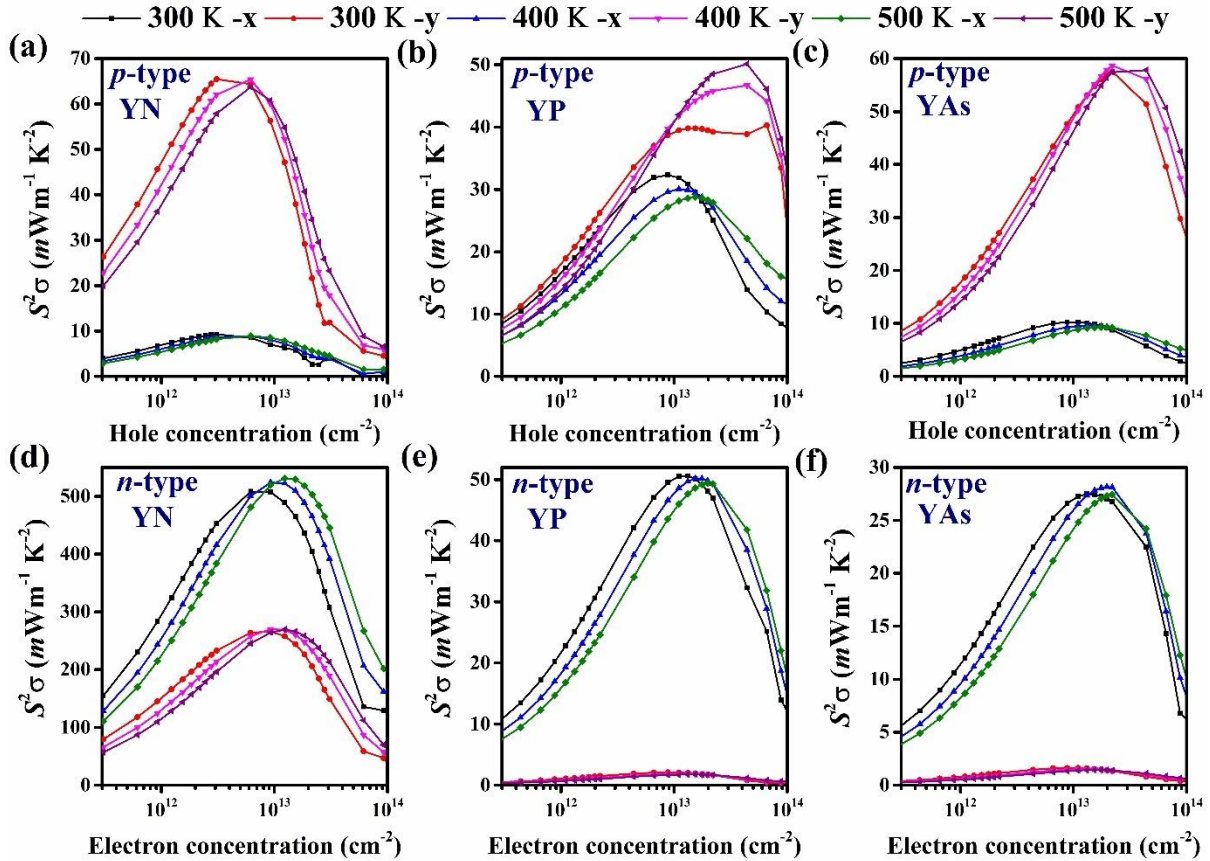 300 K -x 300 K -y 400 K -x 400 K -y 500 K -x 500 K -y
(a)
p-type
YN
S²σ (mWm⁻¹ K⁻²)
70
60
50
40
30
20
10
0
10¹² 10¹³ 10¹⁴
Hole concentration (cm⁻²)
(b)
p-type
YP
S²σ (mWm⁻¹ K⁻²)
50
40
30
20
10
0
10¹² 10¹³ 10¹⁴
Hole concentration (cm⁻²)
(c)
p-type
YAs
S²σ (mWm⁻¹ K⁻²)
60
50
40
30
20
10
0
10¹² 10¹³ 10¹⁴
Hole concentration (cm⁻²)
(d)
n-type
YN
S²σ (mWm⁻¹ K⁻²)
500
400
300
200
100
0
10¹² 10¹³ 10¹⁴
Electron concentration (cm⁻²)
(e)
n-type
YP
S²σ (mWm⁻¹ K⁻²)
50
40
30
20
10
0
10¹² 10¹³ 10¹⁴
Electron concentration (cm⁻²)
(f)
n-type
YAs
S²σ (mWm⁻¹ K⁻²)
30
25
20
15
10
5
0
10¹² 10¹³ 10¹⁴
Electron concentration (cm⁻²)